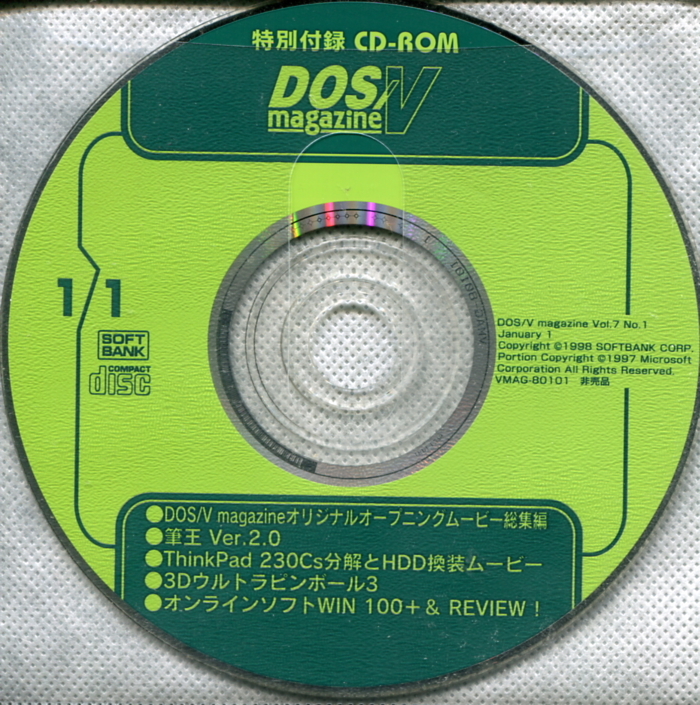 特別付録 CD-ROM
DOS/V
magazine
1/1
SOFT
BANK
COMPACT
disc
DOS/V magazine Vol.7 No.1
January 1
Copyright ©1998 SOFTBANK CORP.
Portion Copyright ©1997 Microsoft
Corporation All Rights Reserved.
VMAG-80101 非売品
●DOS/V magazineオリジナルオープニングムービー総集編
●筆王 Ver.2.0
●ThinkPad 230Cs分解とHDD換装ムービー
●3Dウルトラピンボール3
●オンラインソフトWIN 100+& REVIEW!